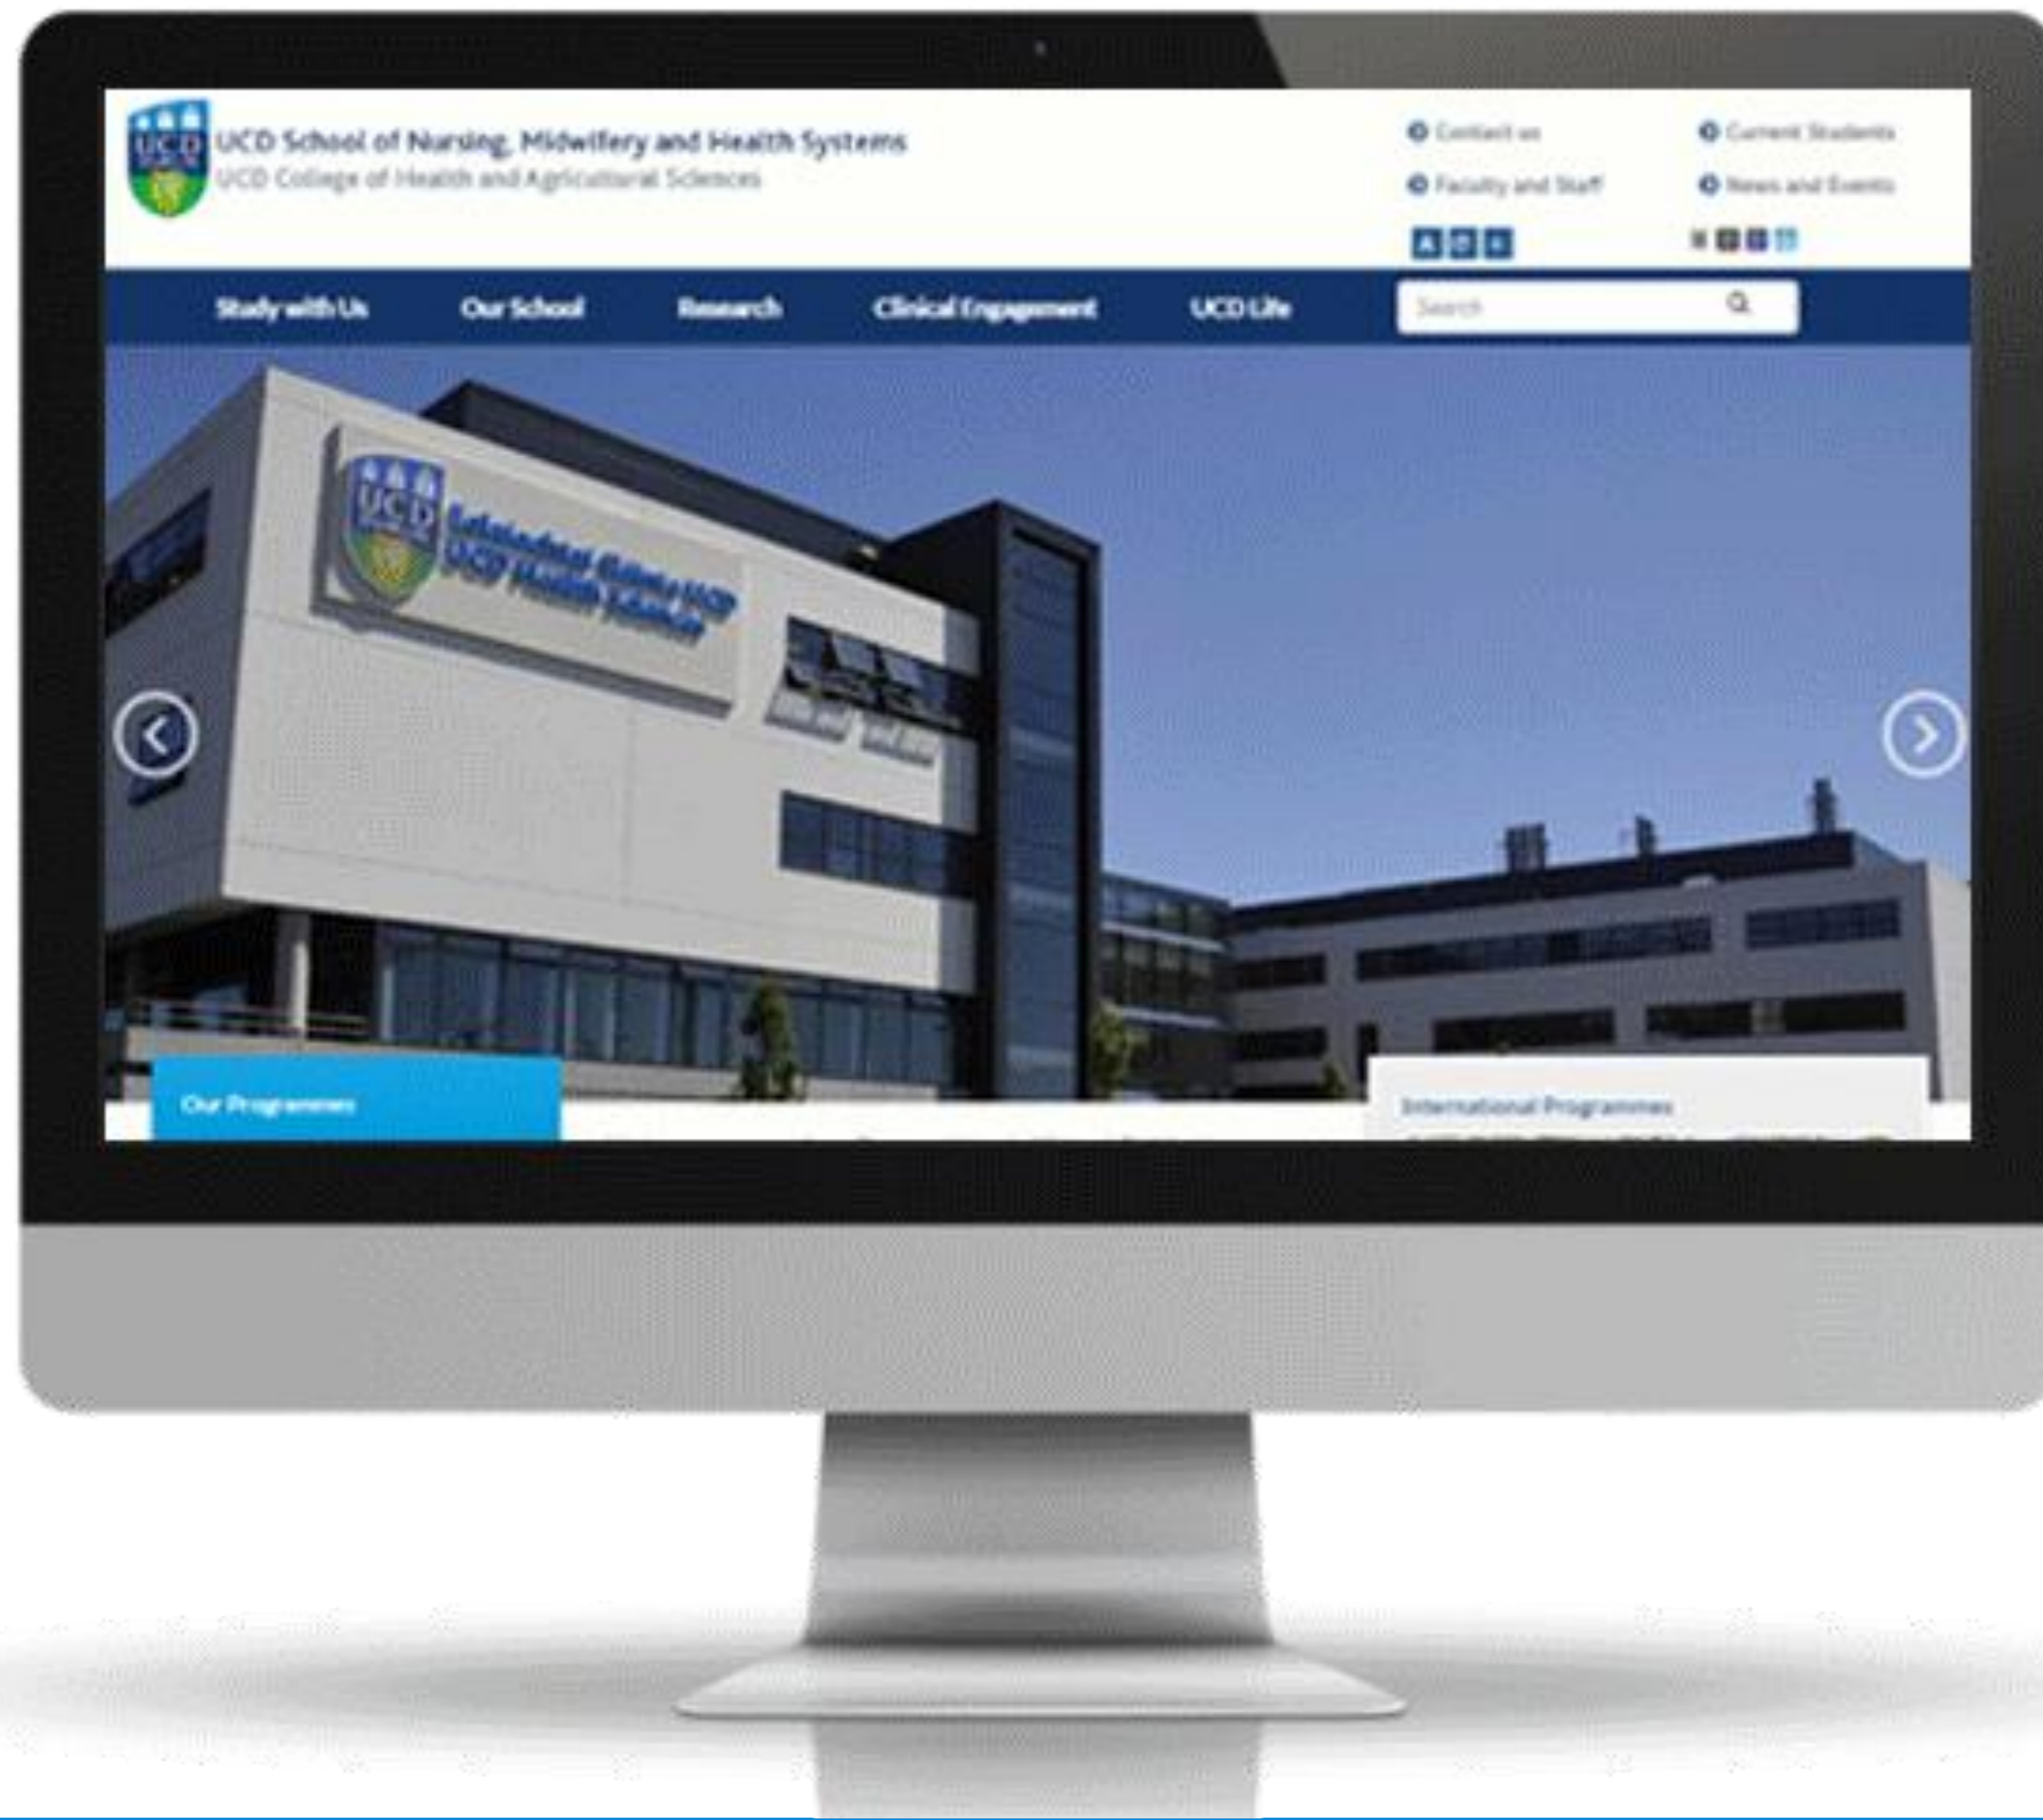 UCD
UCD School of Nursing, Midwifery and Health Systems
UCD College of Health and Agricultural Sciences
Contact us
Current Students
Faculty and Staff
News and Events
Study with Us
Our School
Research
Clinical Engagement
UCD Life
Search
UCD
UCD
UCD Health Sciences
Our Programmes
International Programmes